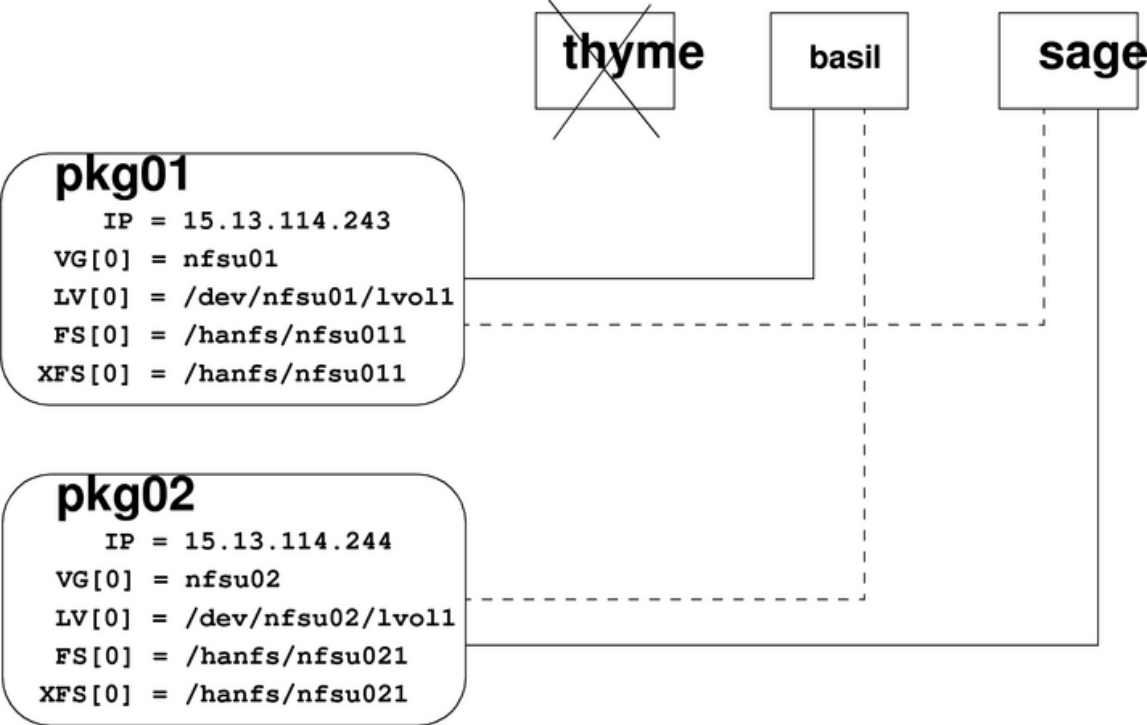 thyme
basil
sage
pkg01
IP = 15.13.114.243
VG[0] = nfsu01
LV[0] = /dev/nfsu01/lvol1
FS[0] = /hanfs/nfsu011
XFS[0] = /hanfs/nfsu011
pkg02
IP = 15.13.114.244
VG[0] = nfsu02
LV[0] = /dev/nfsu02/lvol1
FS[0] = /hanfs/nfsu021
XFS[0] = /hanfs/nfsu021